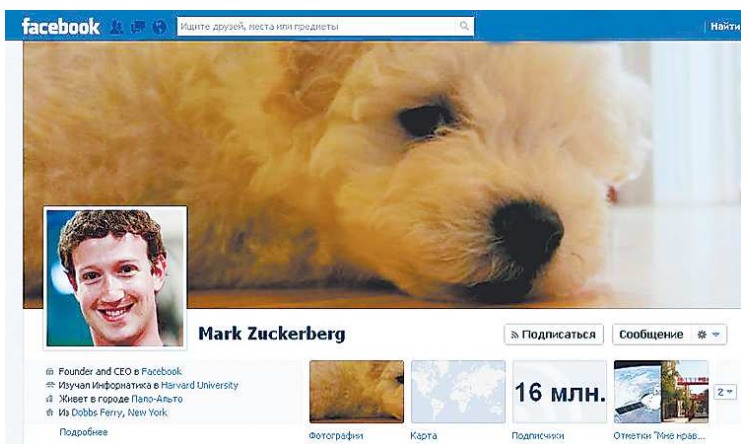 facebook Ищите друзей, места или предметы Найти
Mark Zuckerberg Подписаться Сообщение
Founder and CEO в Facebook
Изучал Информатика в Harvard University
Живет в городе Пало-Альто
Из Dobbs Ferry, New York
Подробнее
16 млн. 2
Фотографии Карта Подписчики Отметки "Мне нрав...